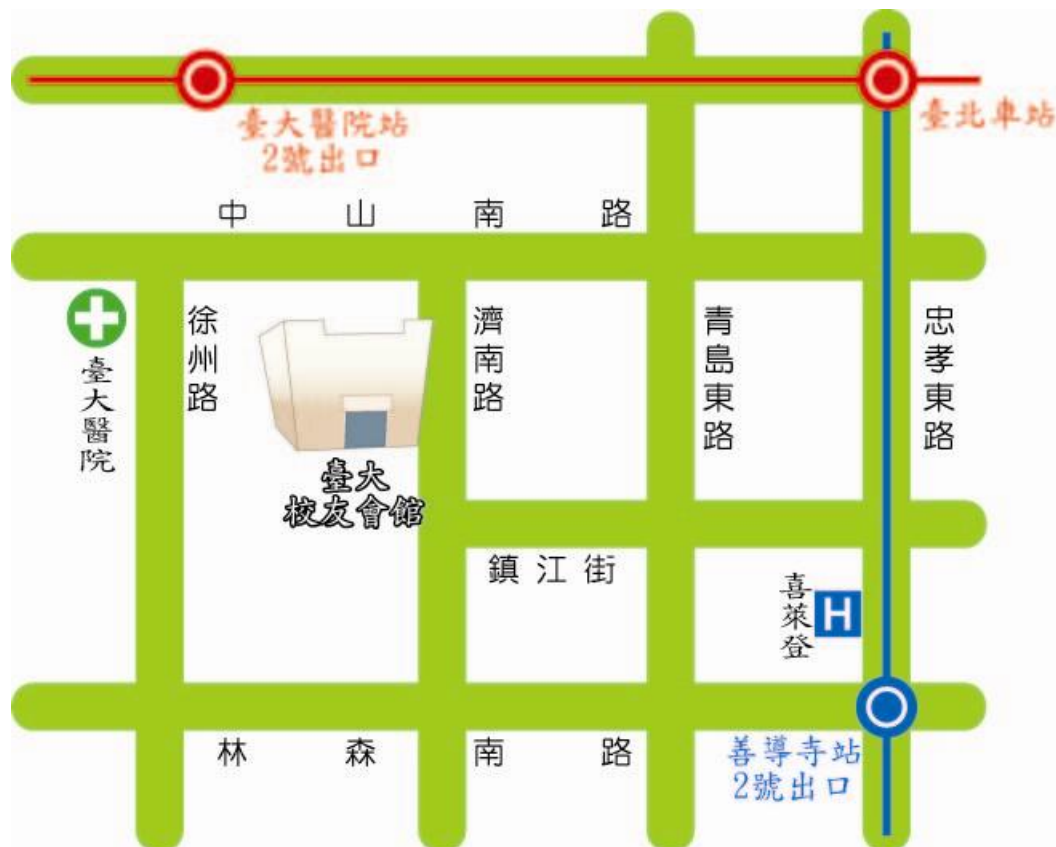 臺大醫院站
2號出口
臺北車站
中山南路
臺大醫院
徐州路
濟南路
青島東路
忠孝東路
臺大
校友會館
鎮江街
喜萊登
H
林森南路
善導寺站
2號出口